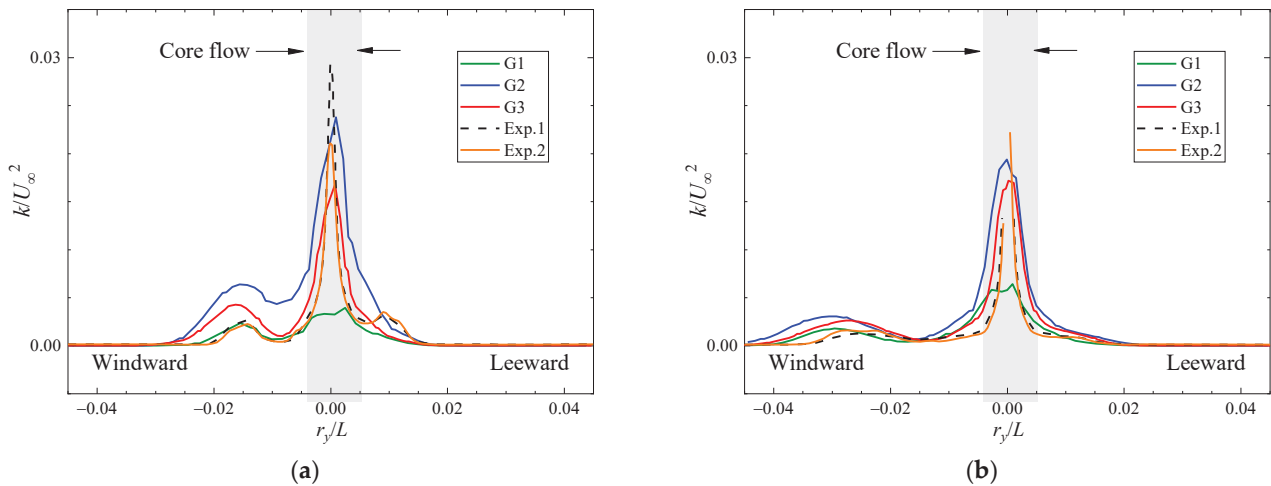 Core flow
G1
G2
G3
Exp.1
Exp.2
k/U∞²
0.03
0.00
Windward
Leeward
−0.04
−0.02
0.00
0.02
0.04
r_y/L
(a)
Core flow
G1
G2
G3
Exp.1
Exp.2
k/U∞²
0.03
0.00
Windward
Leeward
−0.04
−0.02
0.00
0.02
0.04
r_y/L
(b)